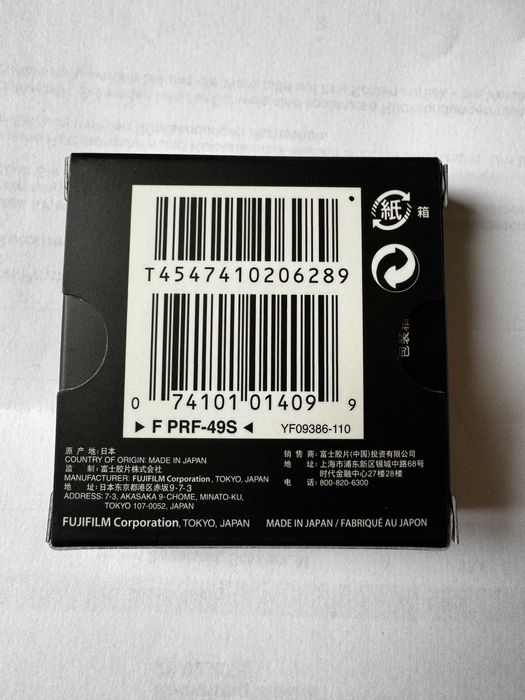 紙
箱
T4547410206289
0 74101 01409 9
▶ F PRF-49S ◀ YF09386-110
包装箱
原产地:日本
COUNTRY OF ORIGIN: MADE IN JAPAN
监制:富士胶片株式会社
MANUFACTURER: FUJIFILM Corporation, TOKYO, JAPAN
地址:日本东京都港区赤坂9-7-3
ADDRESS: 7-3, AKASAKA 9-CHOME, MINATO-KU,
TOKYO 107-0052, JAPAN
销售商:富士胶片(中国)投资有限公司
地址:上海市浦东新区银城中路68号
时代金融中心27楼28楼
电话:800-820-6300
FUJIFILM Corporation, TOKYO, JAPAN
MADE IN JAPAN / FABRIQUÉ AU JAPON